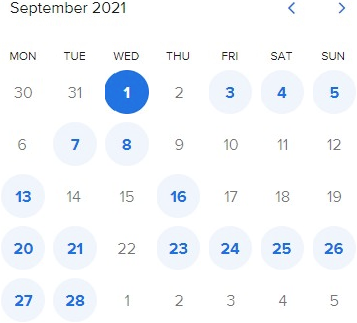 September 2021
MON TUE WED THU FRI SAT SUN
30 31 1 2 3 4 5
6 7 8 9 10 11 12
13 14 15 16 17 18 19
20 21 22 23 24 25 26
27 28 1 2 3 4 5